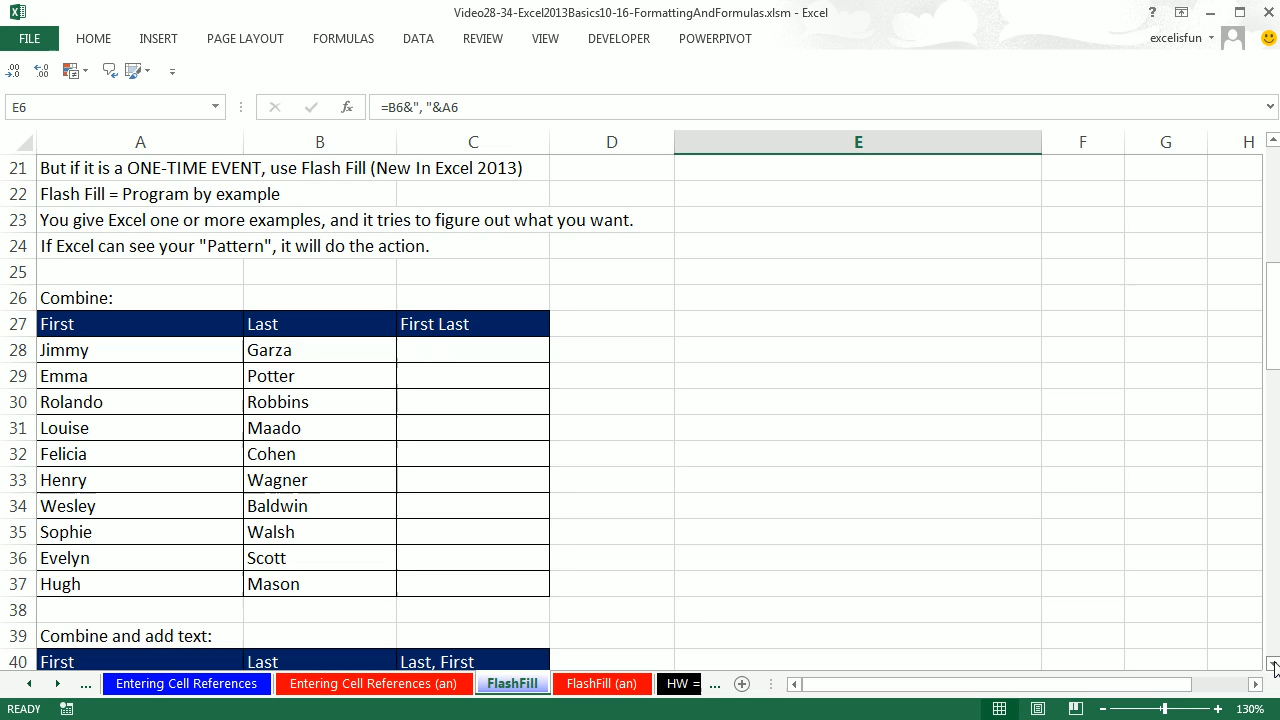 Video28-34-Excel2013Basics10-16-FormattingAndFormulas.xlsm - Excel
FILE HOME INSERT PAGE LAYOUT FORMULAS DATA REVIEW VIEW DEVELOPER POWERPIVOT excelisfun
E6 fx =B6&", "&A6
A B C D E F G H
21 But if it is a ONE-TIME EVENT, use Flash Fill (New In Excel 2013)
22 Flash Fill = Program by example
23 You give Excel one or more examples, and it tries to figure out what you want.
24 If Excel can see your "Pattern", it will do the action.
25
26 Combine:
27 First Last First Last
28 Jimmy Garza
29 Emma Potter
30 Rolando Robbins
31 Louise Maado
32 Felicia Cohen
33 Henry Wagner
34 Wesley Baldwin
35 Sophie Walsh
36 Evelyn Scott
37 Hugh Mason
38
39 Combine and add text:
40 First Last Last, First
... Entering Cell References Entering Cell References (an) FlashFill FlashFill (an) HW = ...
READY 130%